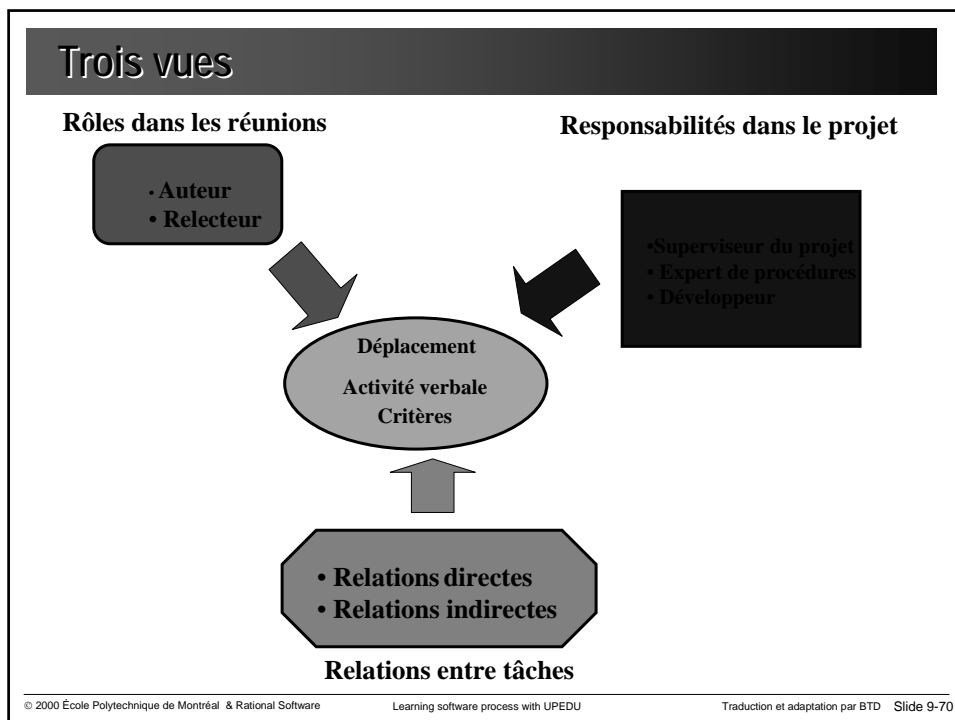 Trois vues
Rôles dans les réunions
Responsabilités dans le projet
• Auteur
• Relecteur
•Superviseur du projet
• Expert de procédures
• Développeur
Déplacement
Activité verbale
Critères
• Relations directes
• Relations indirectes
Relations entre tâches
© 2000 École Polytechnique de Montréal & Rational Software
Learning software process with UPEDU
Traduction et adaptation par BTD Slide 9-70